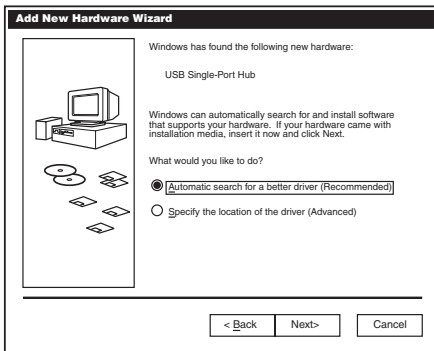 Add New Hardware Wizard
Windows has found the following new hardware:
USB Single-Port Hub
Windows can automatically search for and install software
that supports your hardware. If your hardware came with
installation media, insert it now and click Next.
What would you like to do?
Automatic search for a better driver (Recommended)
Specify the location of the driver (Advanced)
< Back Next> Cancel